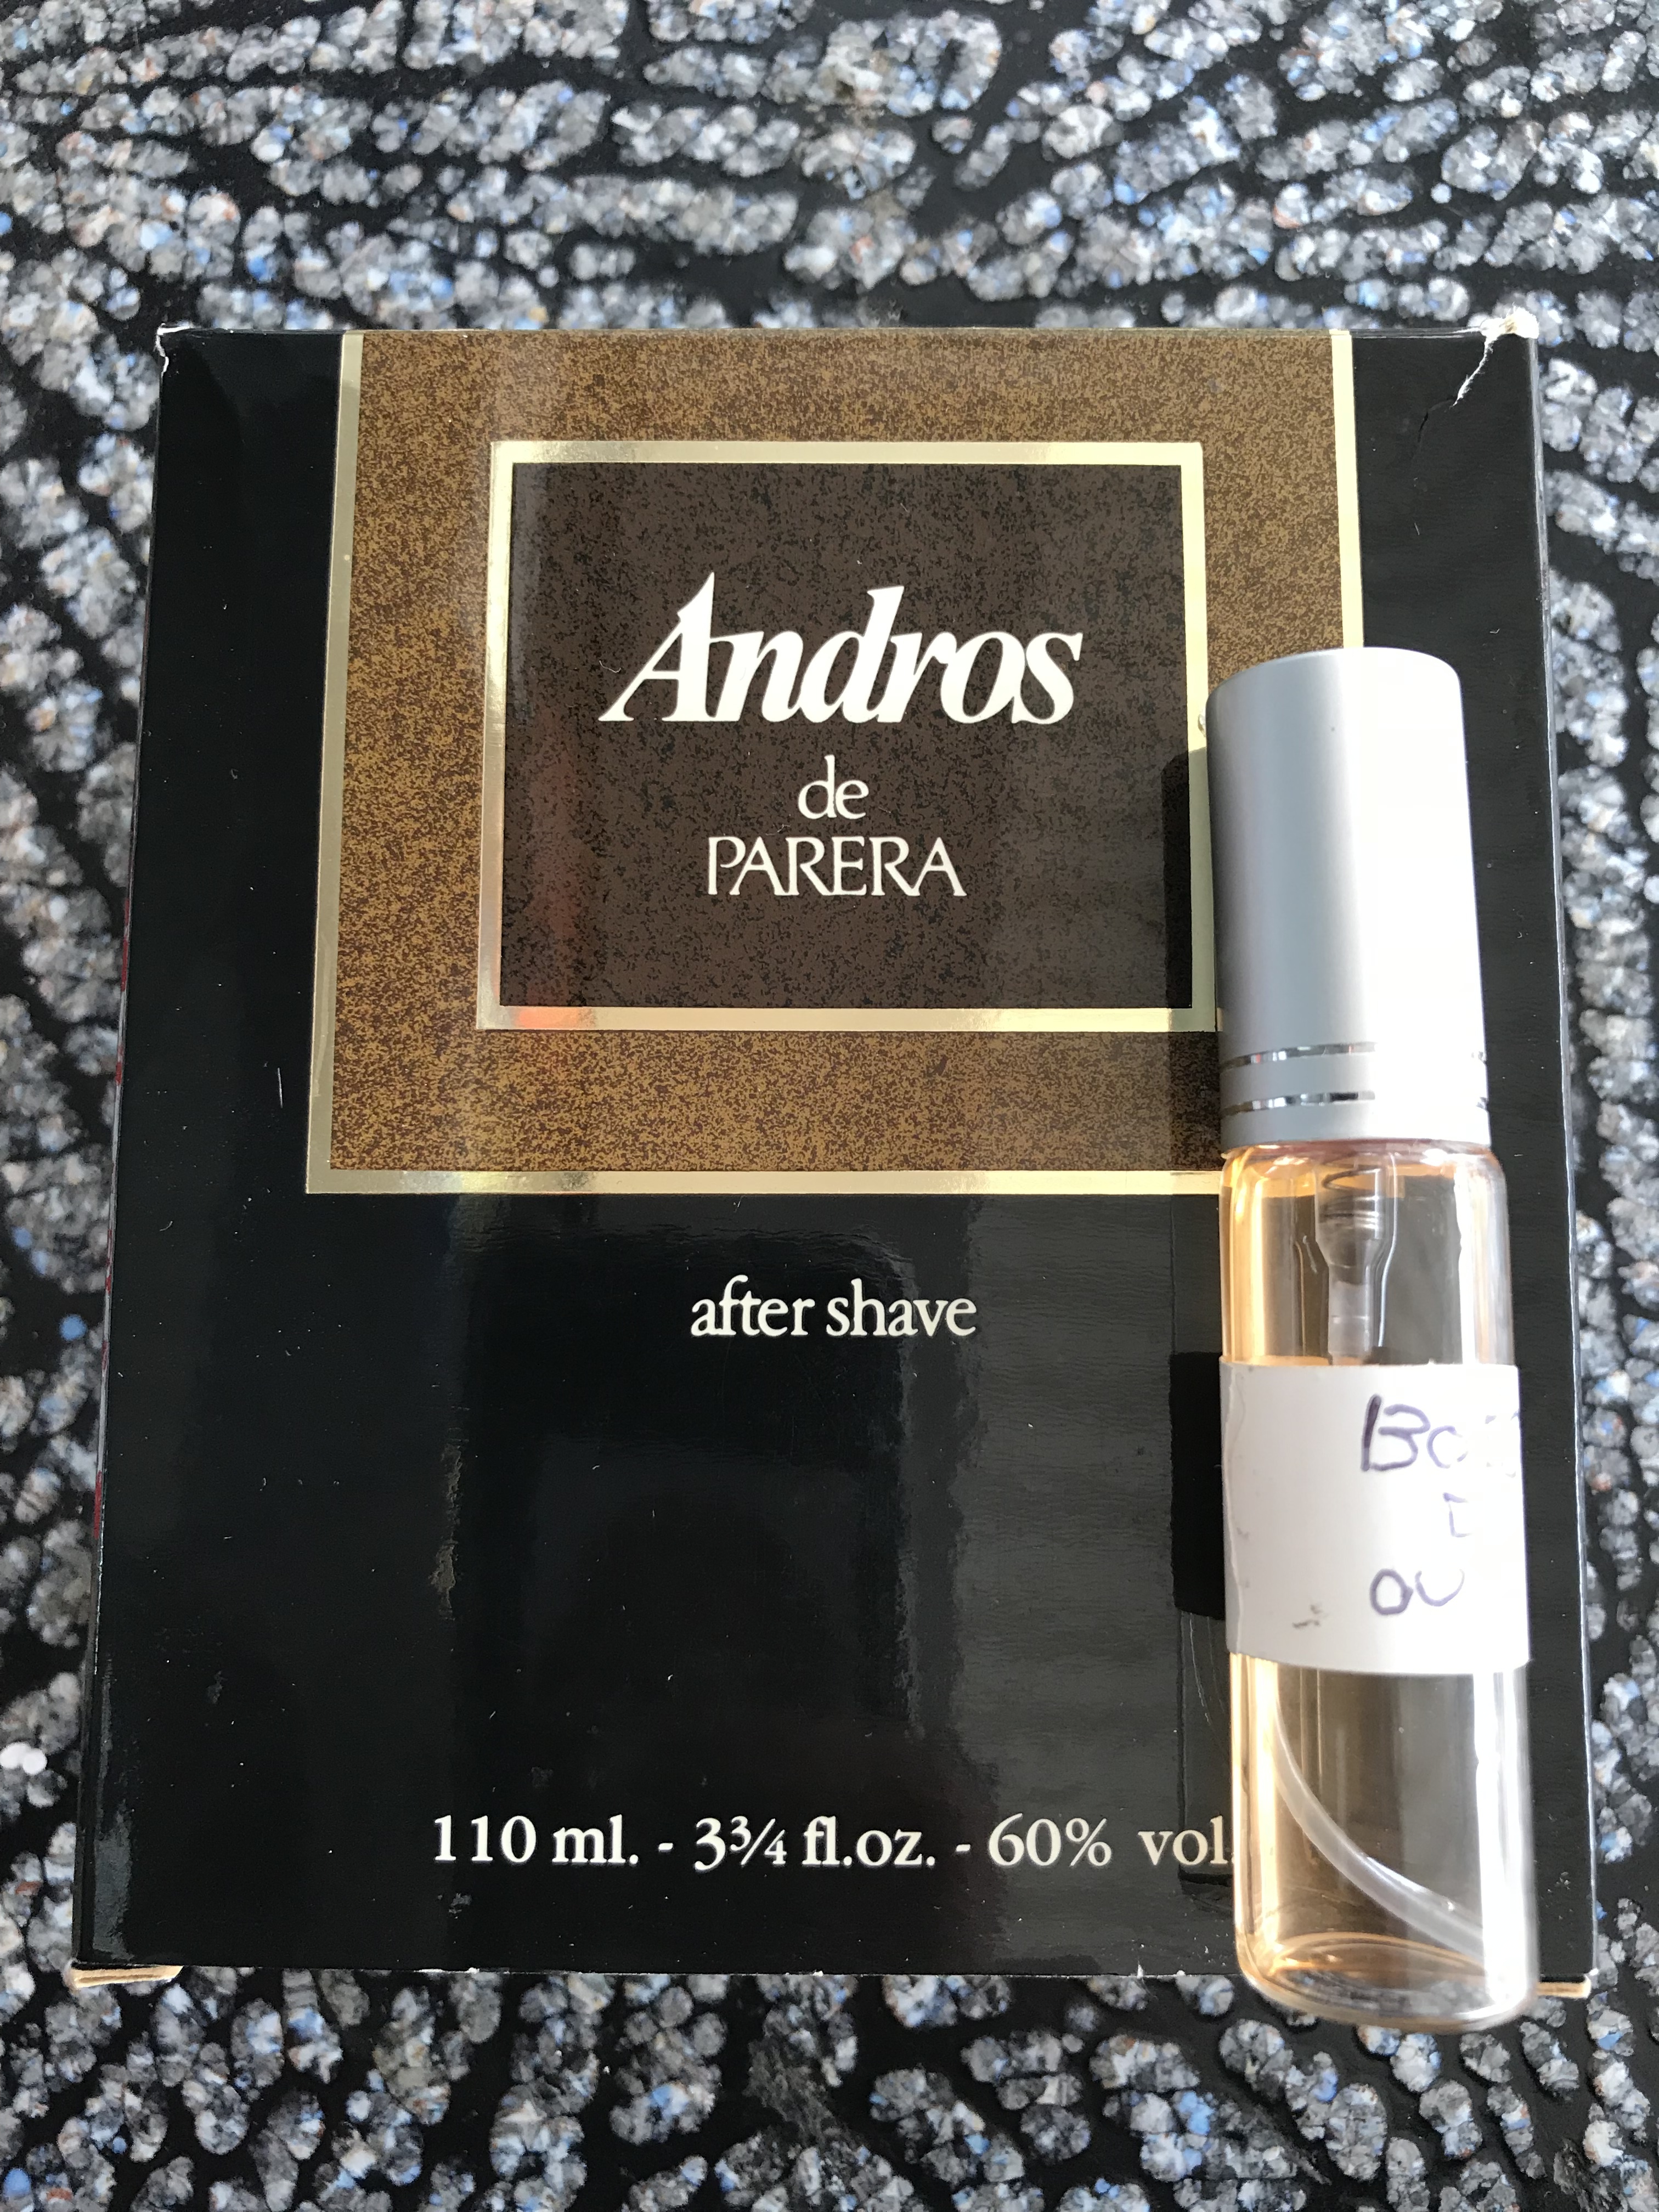 Andros
de
PARERA
after shave
110 ml. - 3¾ fl.oz. - 60% vol.